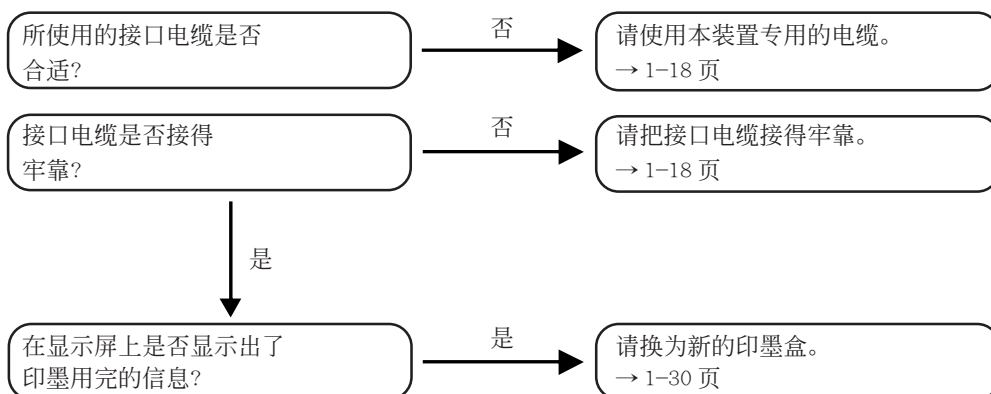 所使用的接口电缆是否
合适?
否
请使用本装置专用的电缆。
→ 1-18 页
接口电缆是否接得
牢靠?
否
请把接口电缆接得牢靠。
→ 1-18 页
是
在显示屏上是否显示出了
印墨用完的信息?
是
请换为新的印墨盒。
→ 1-30 页